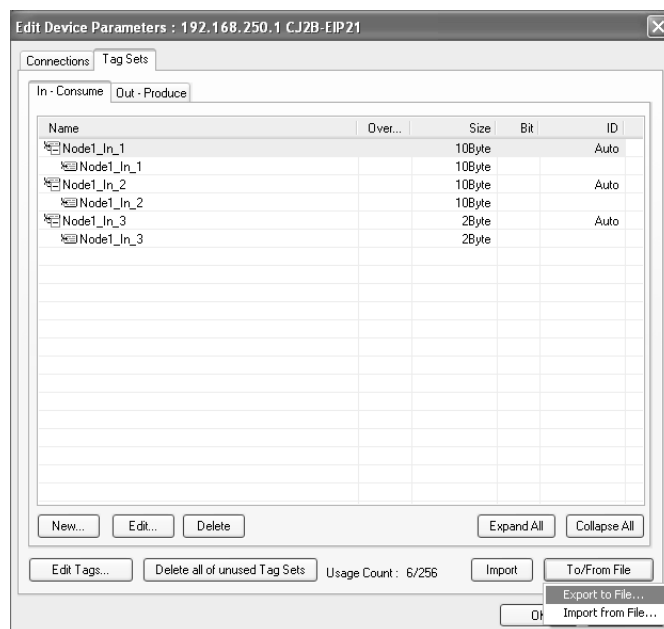 Edit Device Parameters : 192.168.250.1 CJ2B-EIP21
Connections Tag Sets
In - Consume Out - Produce
Name Over... Size Bit ID
Node1_In_1 10Byte Auto
Node1_In_1 10Byte
Node1_In_2 10Byte Auto
Node1_In_2 10Byte
Node1_In_3 2Byte Auto
Node1_In_3 2Byte
New... Edit... Delete Expand All Collapse All
Edit Tags... Delete all of unused Tag Sets Usage Count : 6/256 Import To/From File
Export to File...
Import from File...